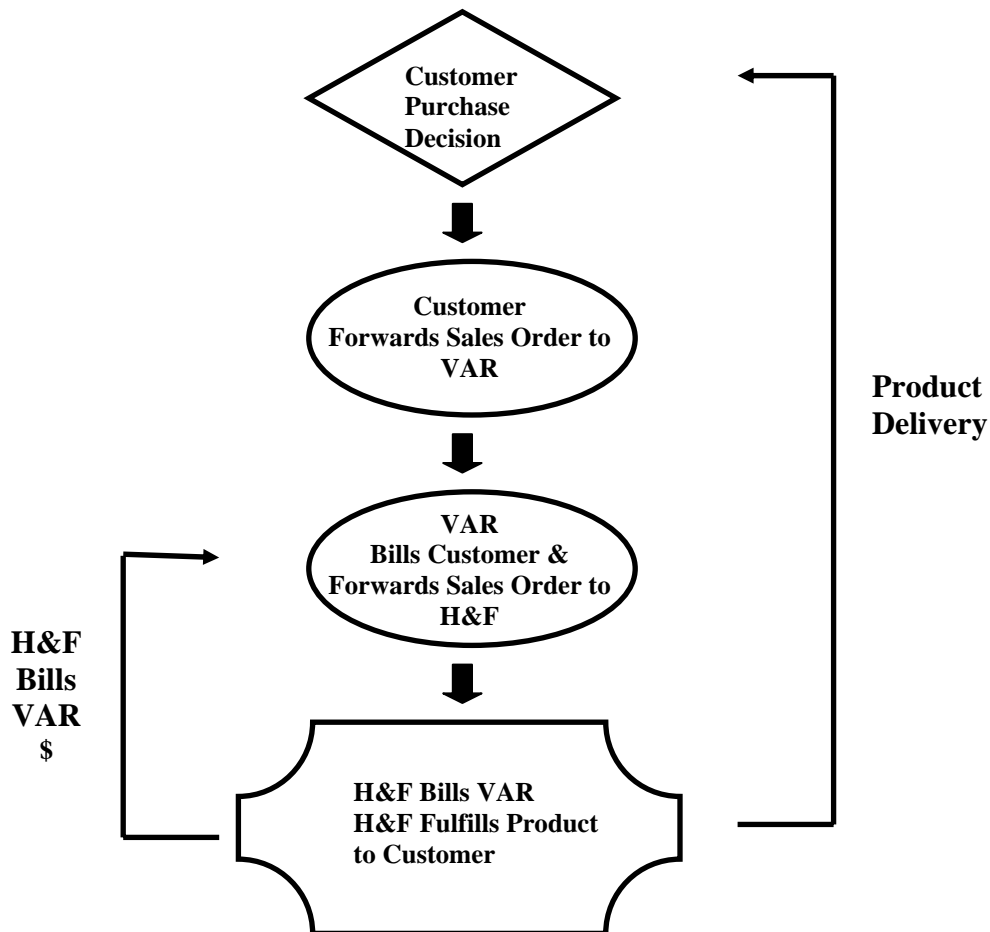 Customer
Purchase
Decision
Customer
Forwards Sales Order to
VAR
Product
Delivery
VAR
Bills Customer &
Forwards Sales Order to
H&F
H&F
Bills
VAR
$
H&F Bills VAR
H&F Fulfills Product
to Customer